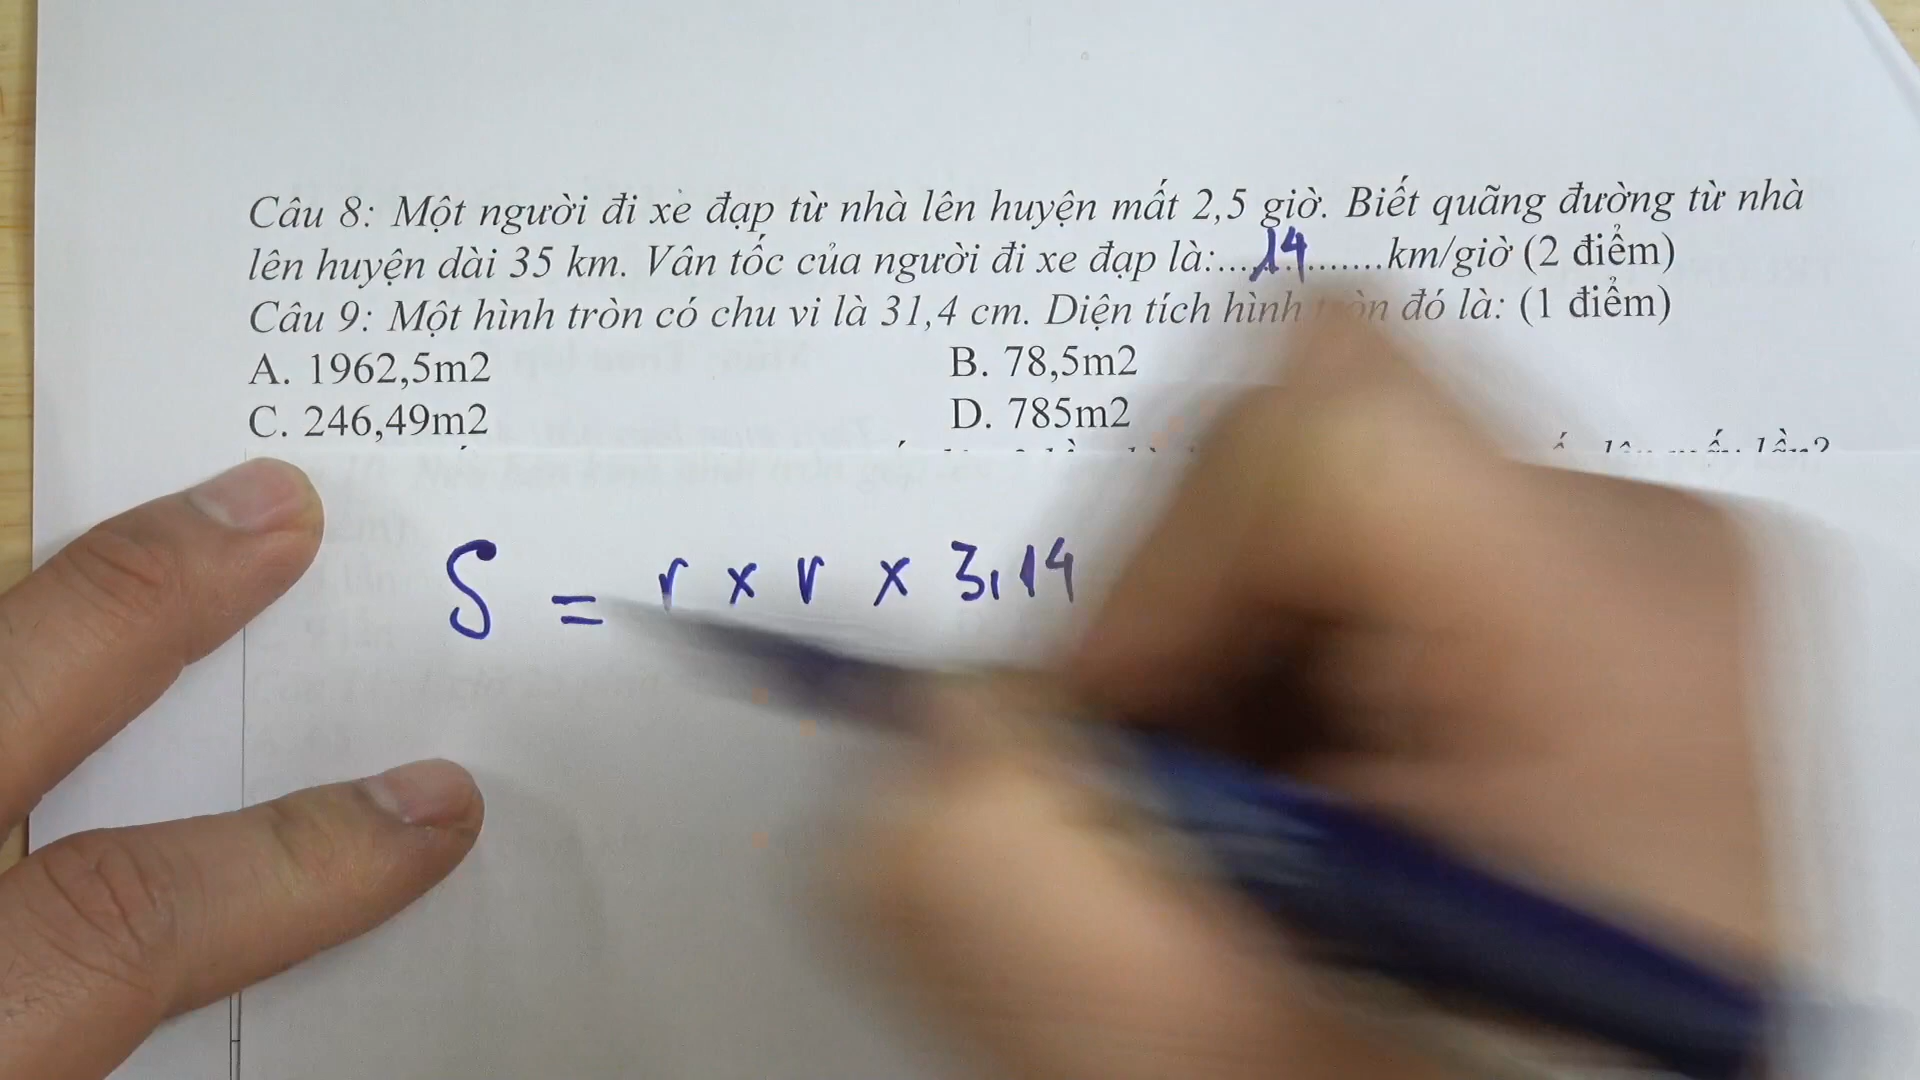 Câu 8: Một người đi xe đạp từ nhà lên huyện mất 2,5 giờ. Biết quãng đường từ nhà
lên huyện dài 35 km. Vân tốc của người đi xe đạp là:....14.......km/giờ (2 điểm)
Câu 9: Một hình tròn có chu vi là 31,4 cm. Diện tích hình tròn đó là: (1 điểm)
A. 1962,5m2 B. 78,5m2
C. 246,49m2 D. 785m2
S = r x r x 3,14